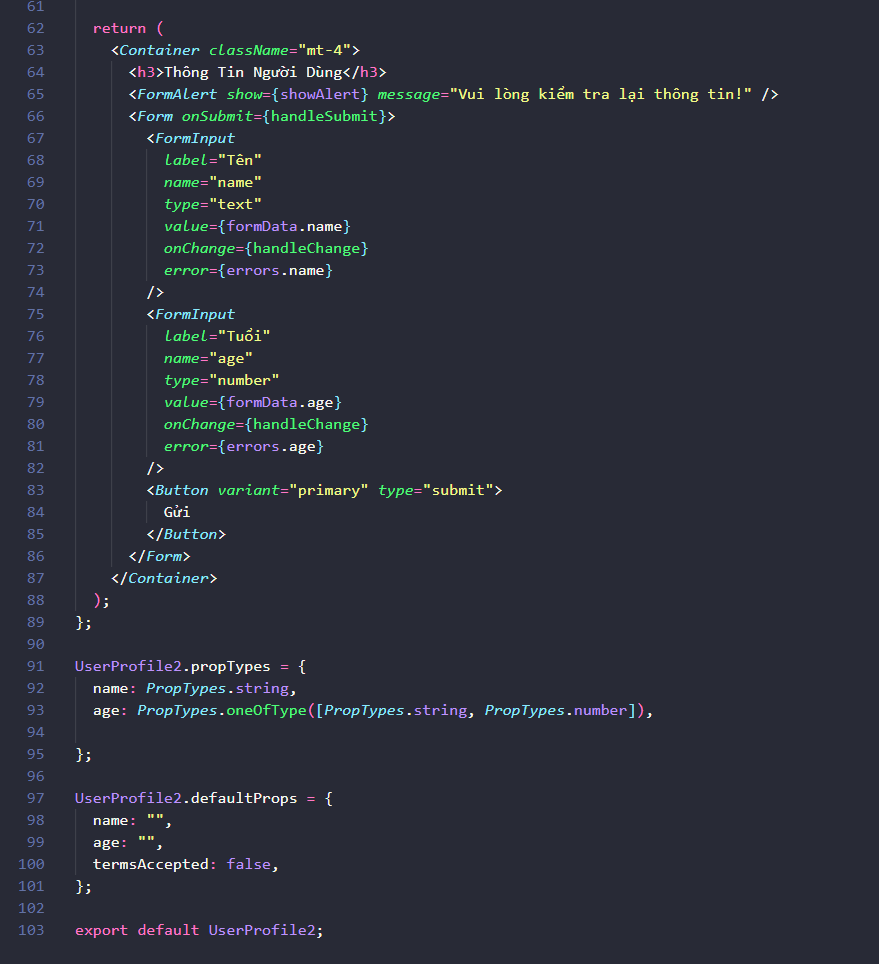 61
62 return (
63 <Container className="mt-4">
64 <h3>Thông Tin Người Dùng</h3>
65 <FormAlert show={showAlert} message="Vui lòng kiểm tra lại thông tin!" />
66 <Form onSubmit={handleSubmit}>
67 <FormInput
68 label="Tên"
69 name="name"
70 type="text"
71 value={formData.name}
72 onChange={handleChange}
73 error={errors.name}
74 />
75 <FormInput
76 label="Tuổi"
77 name="age"
78 type="number"
79 value={formData.age}
80 onChange={handleChange}
81 error={errors.age}
82 />
83 <Button variant="primary" type="submit">
84 Gửi
85 </Button>
86 </Form>
87 </Container>
88 );
89 };
90
91 UserProfile2.propTypes = {
92 name: PropTypes.string,
93 age: PropTypes.oneOfType([PropTypes.string, PropTypes.number]),
94
95 };
96
97 UserProfile2.defaultProps = {
98 name: "",
99 age: "",
100 termsAccepted: false,
101 };
102
103 export default UserProfile2;